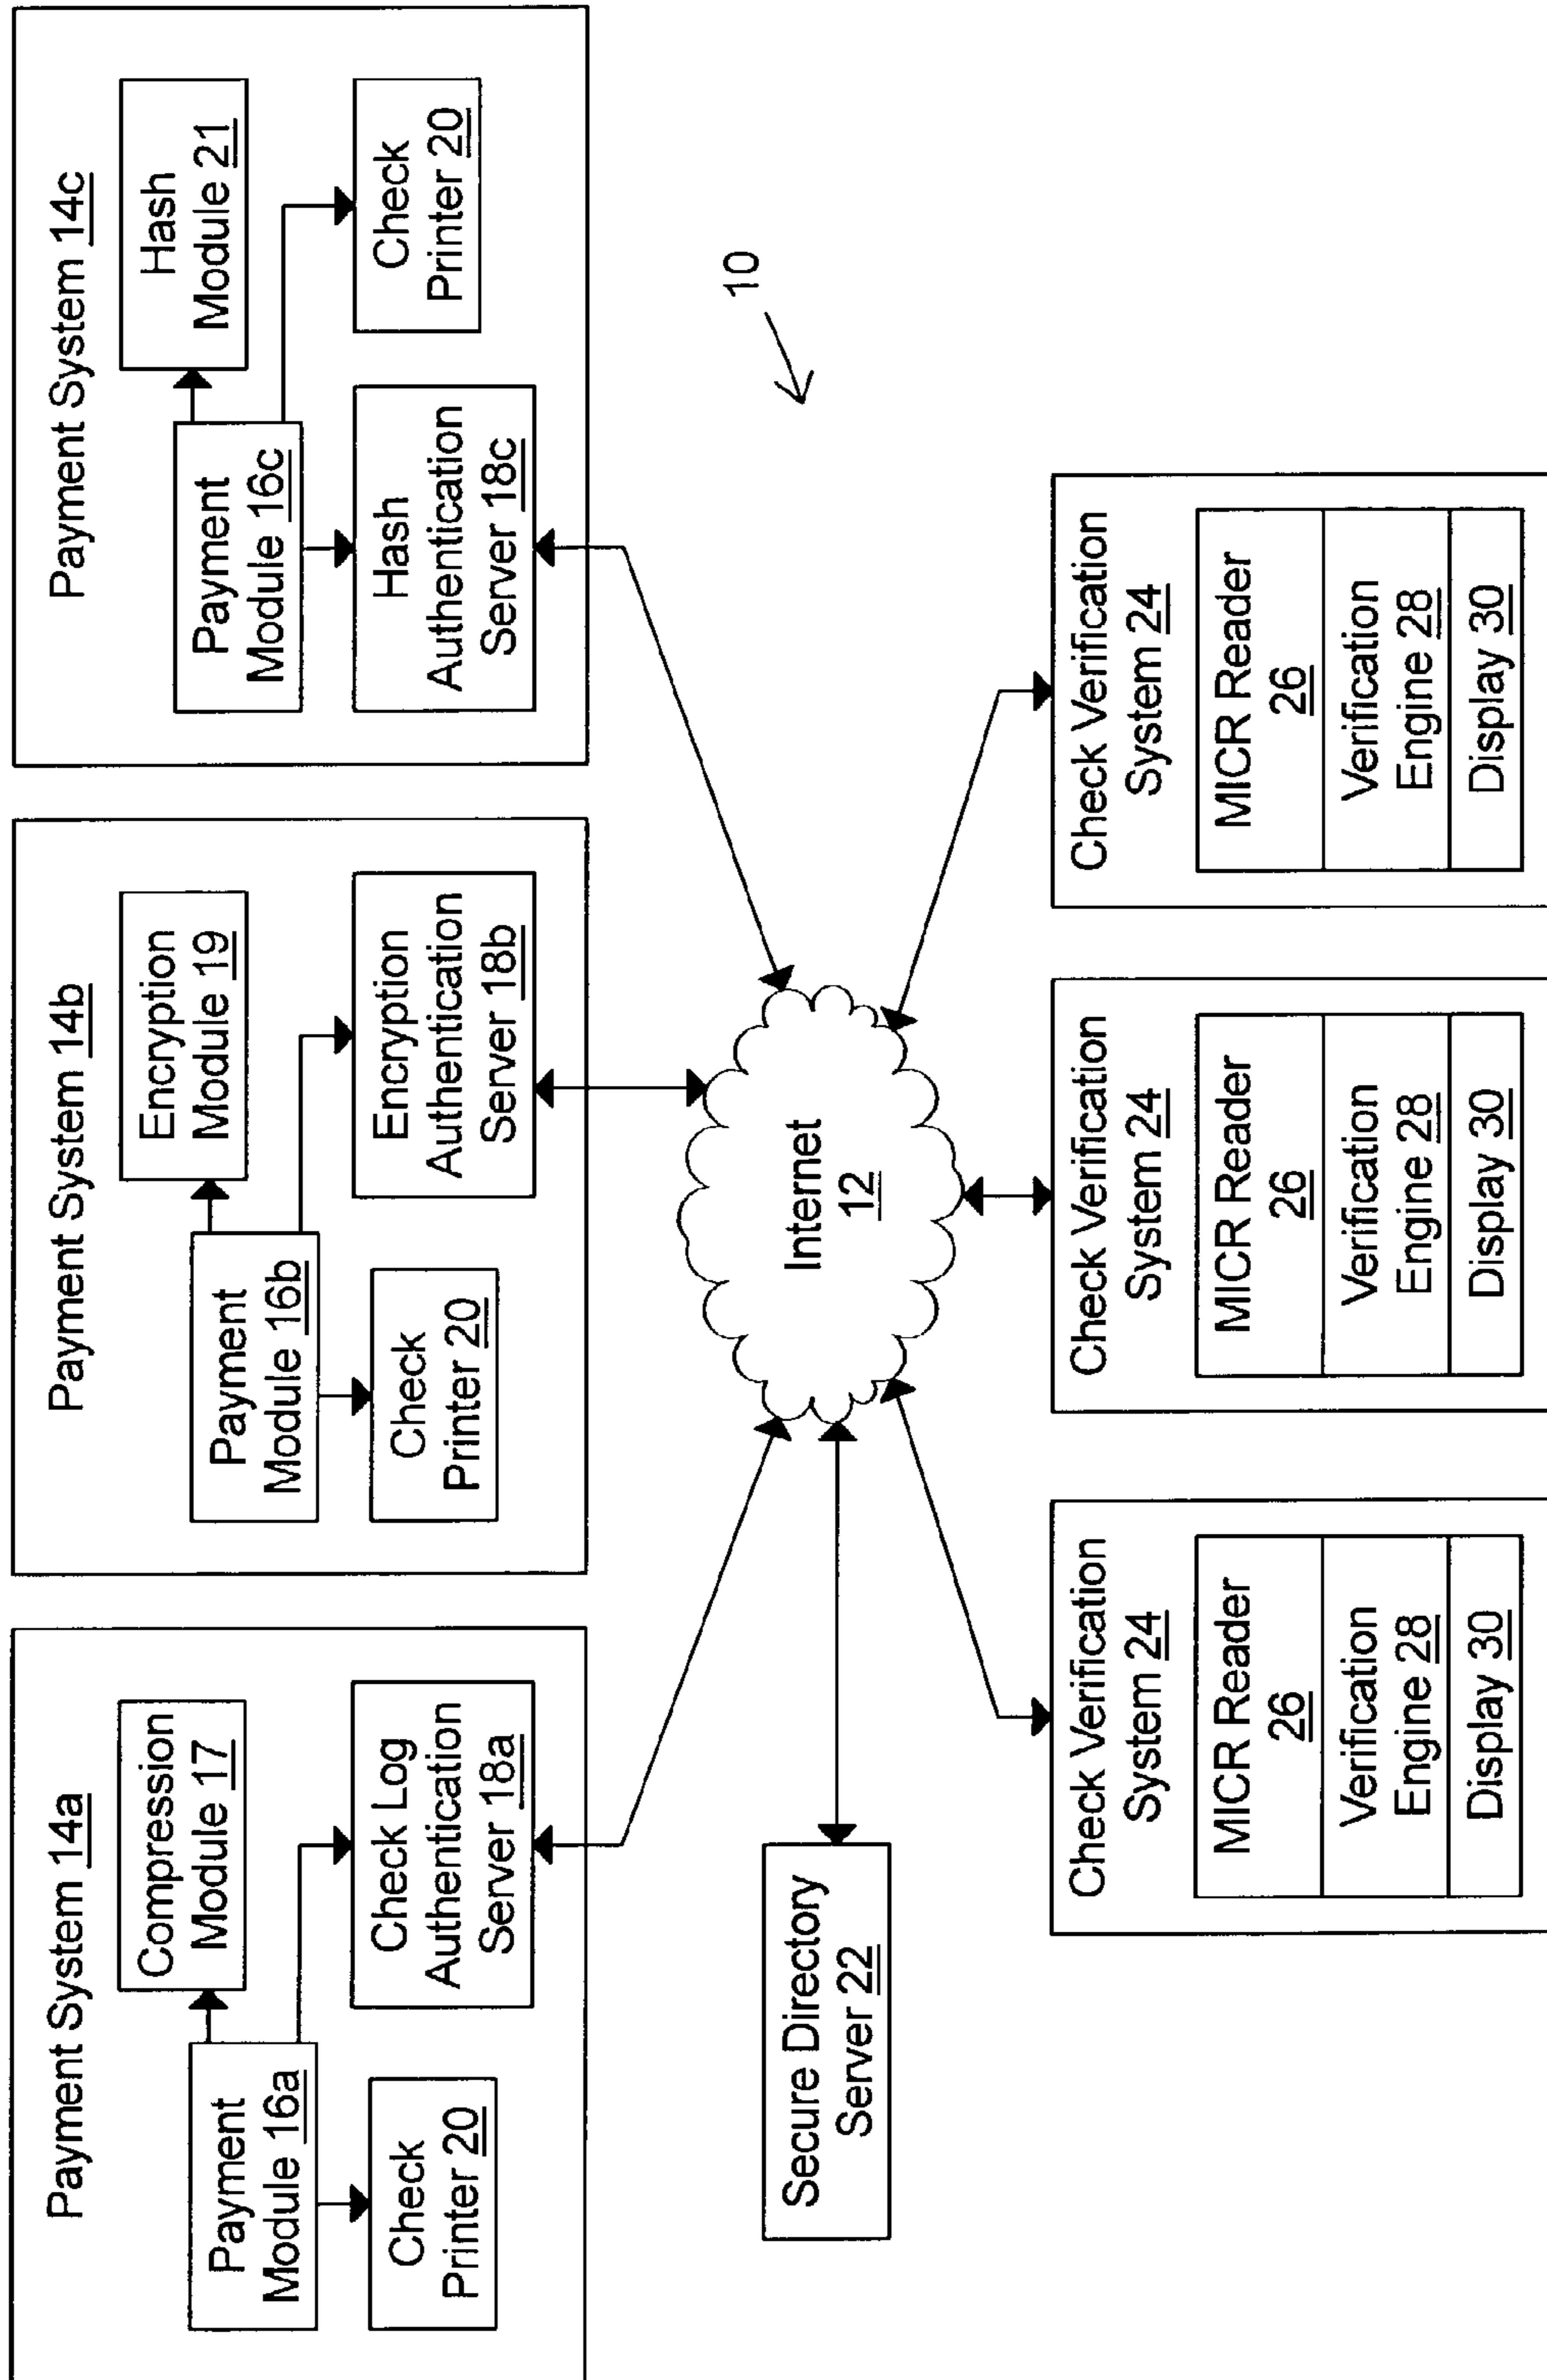 Payment System 14a
Compression
Module 17
Payment
Module 16a
Check Log
Authentication
Server 18a
Check
Printer 20
Payment System 14b
Encryption
Module 19
Payment
Module 16b
Check
Printer 20
Encryption
Authentication
Server 18b
Payment System 14c
Hash
Module 21
Payment
Module 16c
Hash
Authentication
Server 18c
Check
Printer 20
Internet
12
10
Secure Directory
Server 22
Check Verification
System 24
MICR Reader
26
Verification
Engine 28
Display 30
Check Verification
System 24
MICR Reader
26
Verification
Engine 28
Display 30
Check Verification
System 24
MICR Reader
26
Verification
Engine 28
Display 30